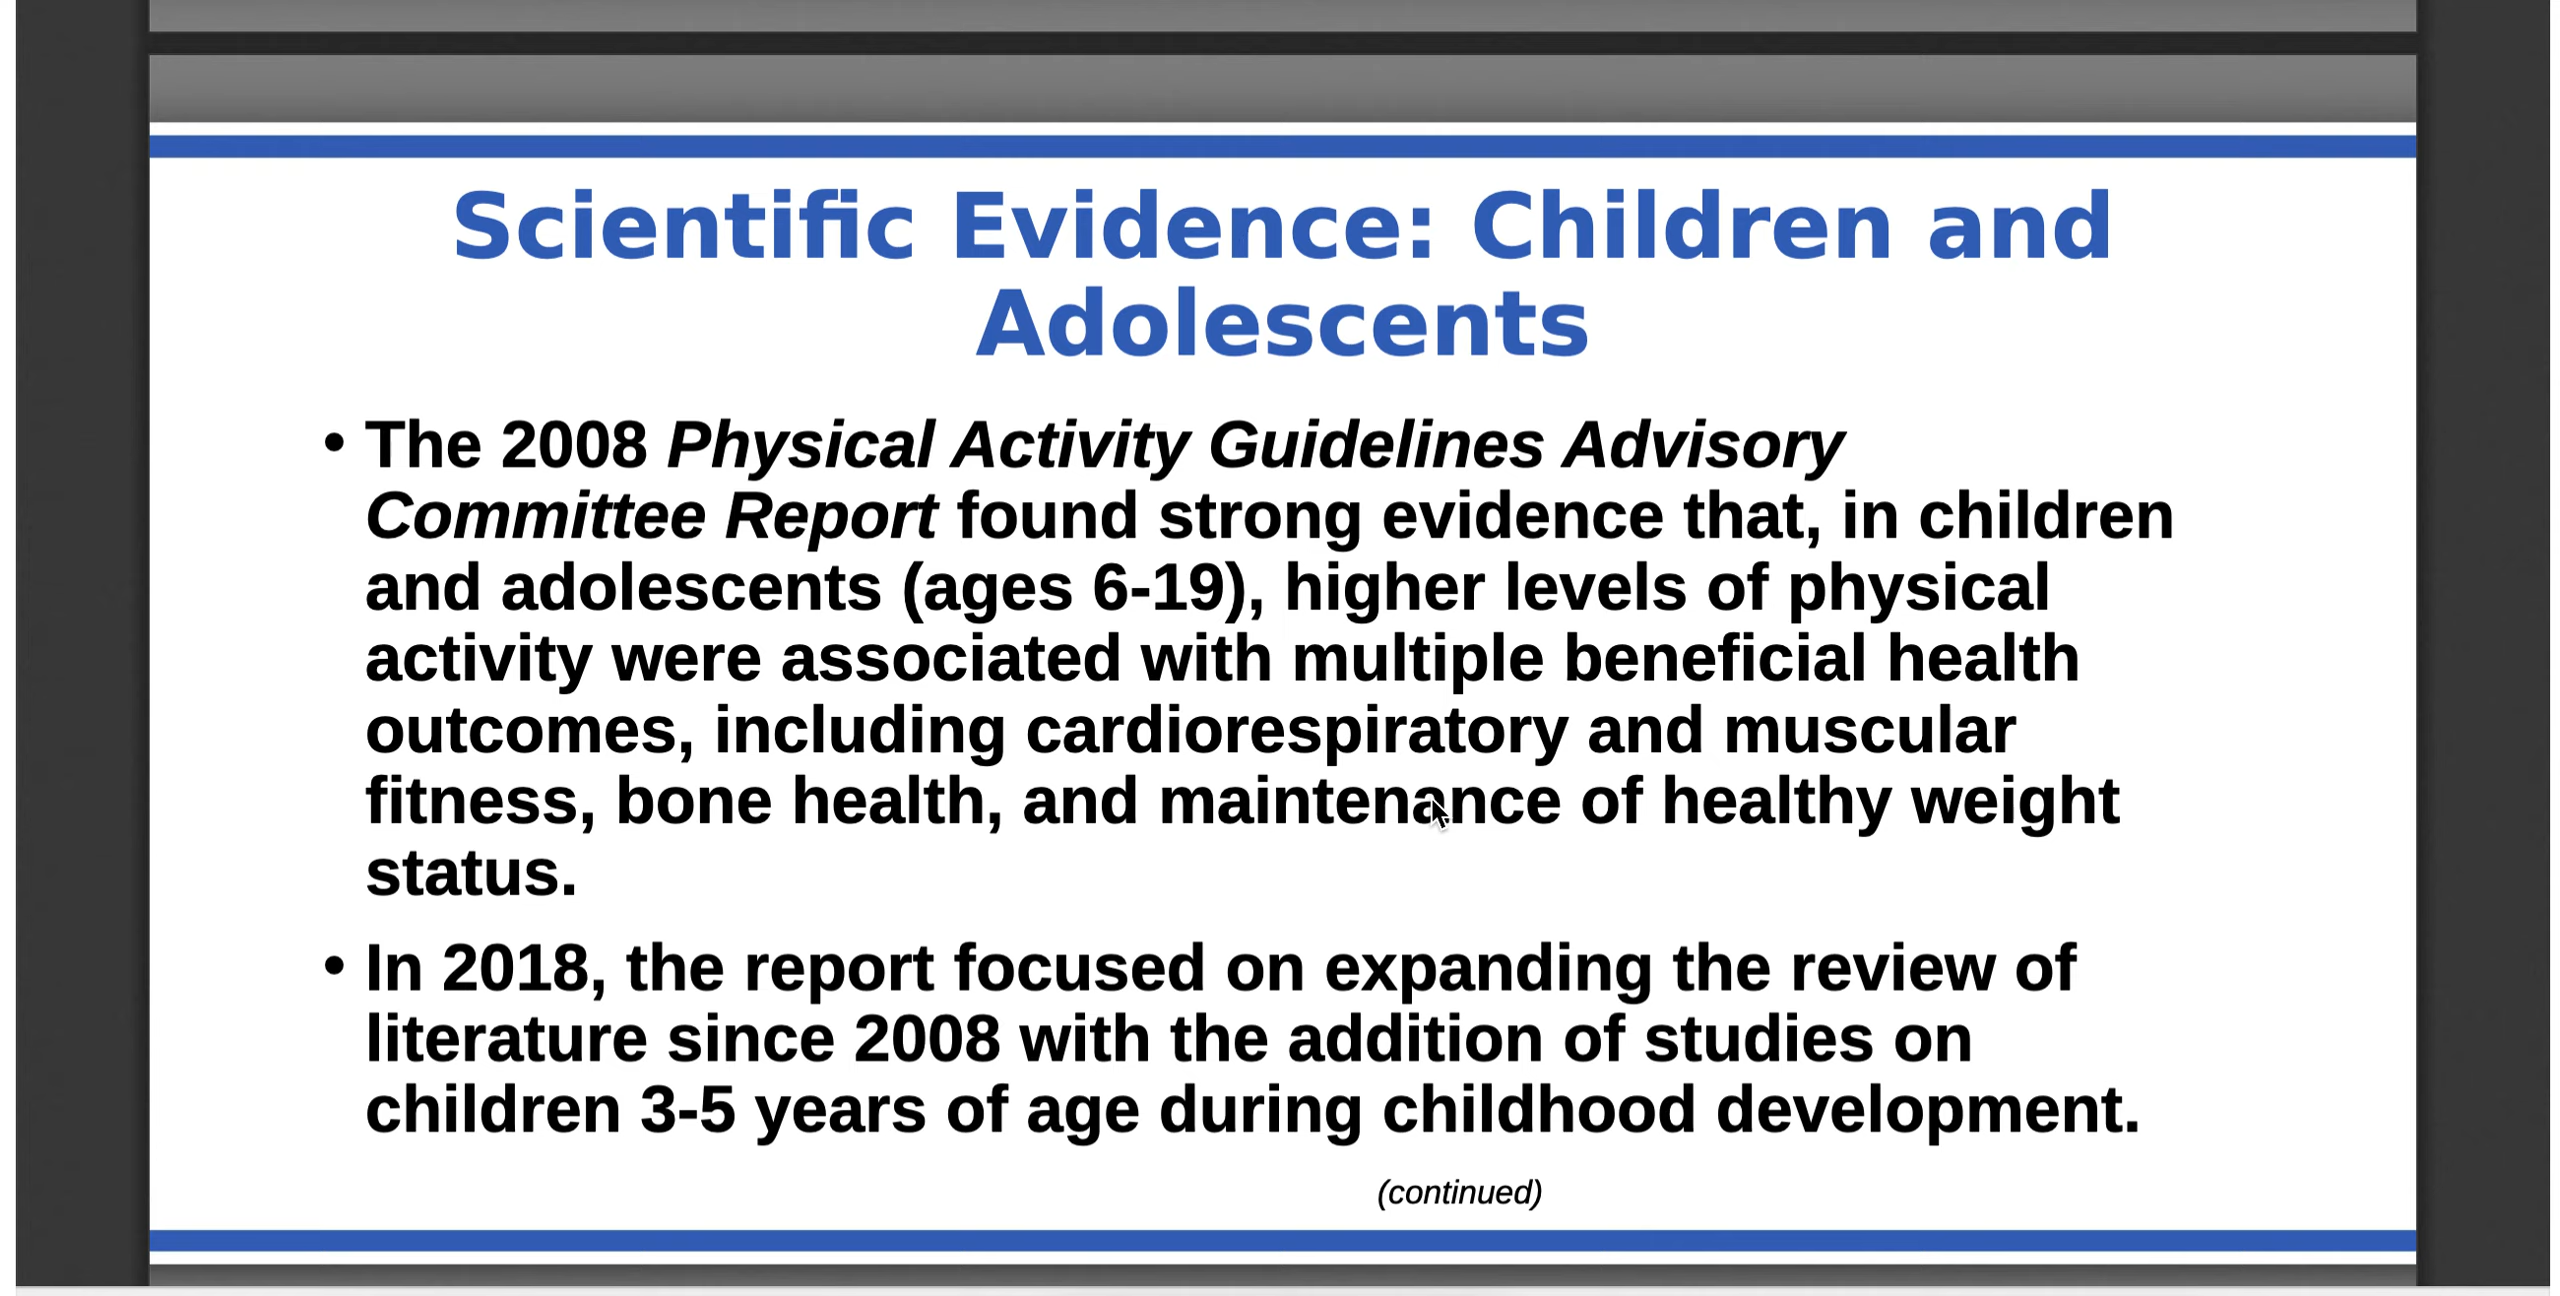 Scientific Evidence: Children and
Adolescents
• The 2008 Physical Activity Guidelines Advisory
Committee Report found strong evidence that, in children
and adolescents (ages 6-19), higher levels of physical
activity were associated with multiple beneficial health
outcomes, including cardiorespiratory and muscular
fitness, bone health, and maintenance of healthy weight
status.
• In 2018, the report focused on expanding the review of
literature since 2008 with the addition of studies on
children 3-5 years of age during childhood development.
(continued)